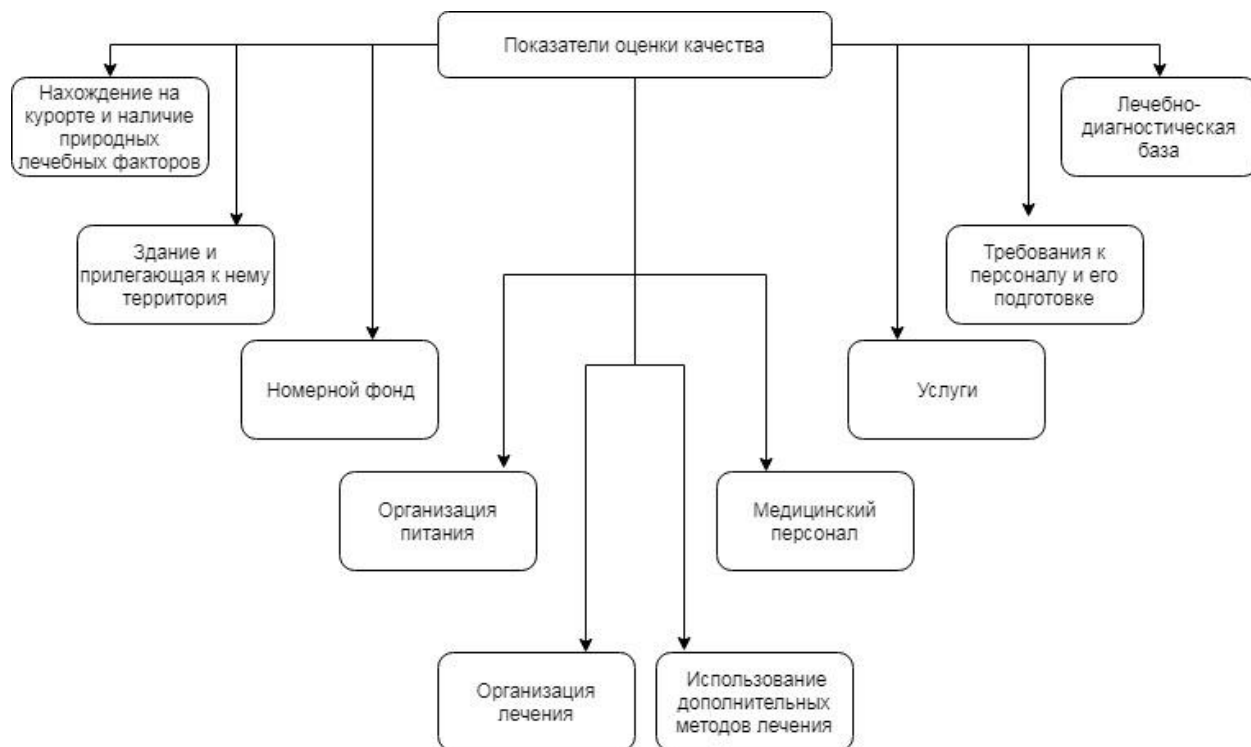 Показатели оценки качества
Нахождение на
курорте и наличие
природных
лечебных факторов
Лечебно-
диагностическая
база
Здание и
прилегающая к нему
территория
Требования к
персоналу и его
подготовке
Номерной фонд
Услуги
Организация
питания
Медицинский
персонал
Организация
лечения
Использование
дополнительных
методов лечения